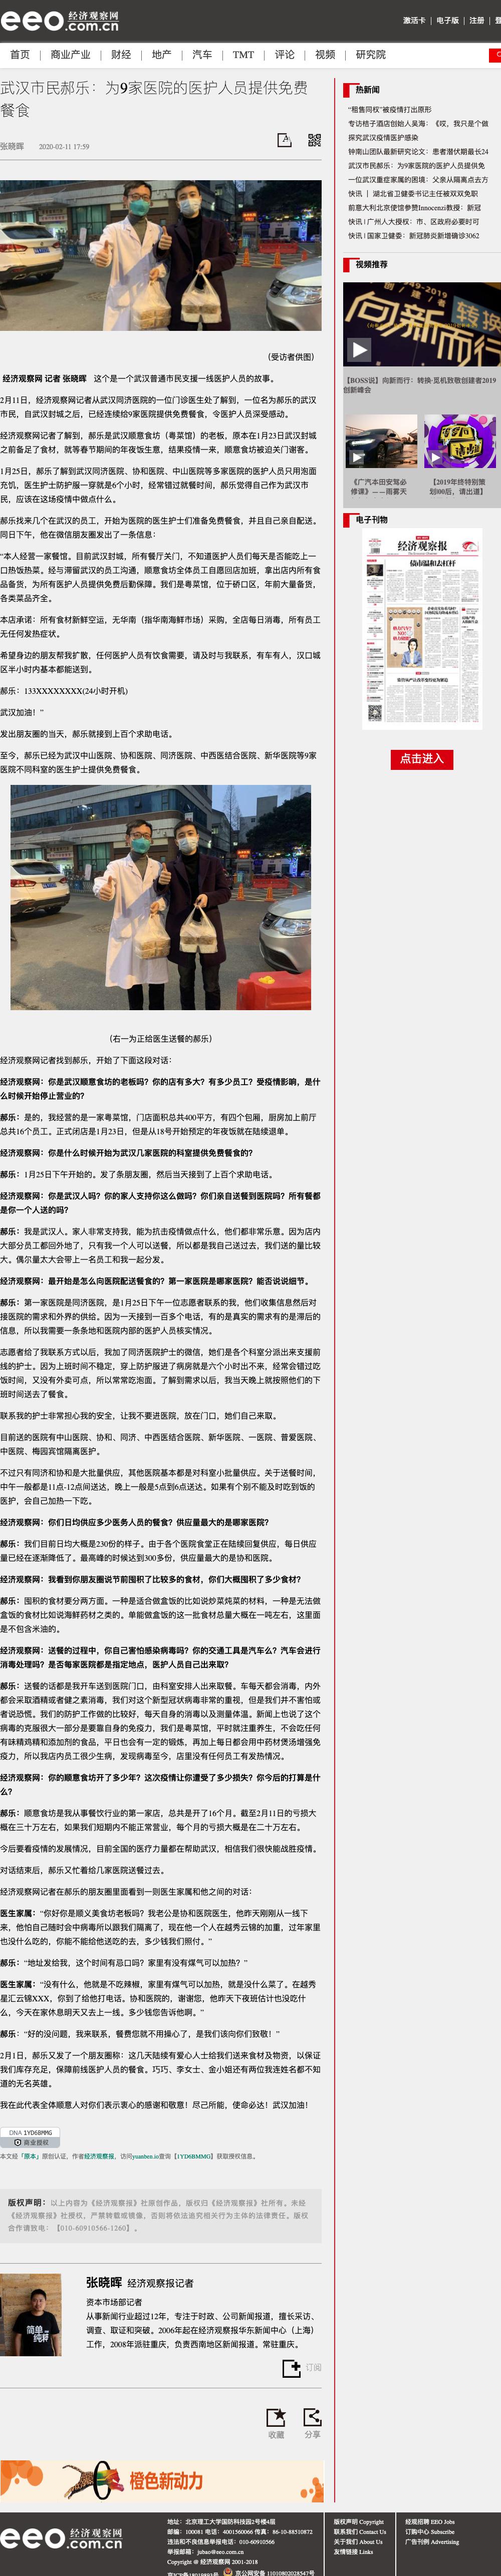 eeo 经济观察网
.com.cn
激活卡 | 电子版 | 注册 |
首页 | 商业产业 | 财经 | 地产 | 汽车 | TMT | 评论 | 视频 | 研究院
武汉市民郝乐：为9家医院的医护人员提供免费
餐食
张晓晖 2020-02-11 17:59
（受访者供图）
经济观察网 记者 张晓晖 这个是一个武汉普通市民支援一线医护人员的故事。
2月11日，经济观察网记者从武汉同济医院的一位门诊医生处了解到，一位名为郝乐的武汉
市民，自武汉封城之后，已经连续给9家医院提供免费餐食，令医护人员深受感动。
经济观察网记者了解到，郝乐是武汉顺意食坊（粤菜馆）的老板，原本在1月23日武汉封城
之前备足了食材，就等春节期间的年夜饭生意，结果疫情一来，顺意食坊被迫关门谢客。
1月25日，郝乐了解到武汉同济医院、协和医院、中山医院等多家医院的医护人员只用泡面
充饥，医生护士防护服一穿就是6个小时，经常错过就餐时间，郝乐觉得自己作为武汉市
民，应该在这场疫情中做点什么。
郝乐找来几个在武汉的员工，开始为医院的医生护士们准备免费餐食，并且自己亲自配送。
同日下午，他在微信朋友圈发出了一条信息：
“本人经营一家餐馆。目前武汉封城，所有餐厅关门，不知道医护人员们每天是否能吃上一
口热饭热菜。经与滞留武汉的员工沟通，顺意食坊全体员工自愿回店加班，拿出店内所有食
品备货，为所有医护人员提供免费后勤保障。我们是粤菜馆，位于硚口区，年前大量备货，
各类菜品齐全。
本店承诺：所有食材新鲜空运，无华南（指华南海鲜市场）采购，全店每日消毒，所有员工
无任何发热症状。
希望身边的朋友帮我扩散，任何医护人员有饮食需要，请及时与我联系，有车有人，汉口城
区半小时内基本都能送到。
郝乐：133XXXXXXXX(24小时开机)
武汉加油！”
发出朋友圈的当天，郝乐就接到上百个求助电话。
至今，郝乐已经为武汉中山医院、协和医院、同济医院、中西医结合医院、新华医院等9家
医院不同科室的医生护士提供免费餐食。
（右一为正给医生送餐的郝乐）
经济观察网记者找到郝乐，开始了下面这段对话：
经济观察网：你是武汉顺意食坊的老板吗？你的店有多大？有多少员工？受疫情影响，是什
么时候开始停止营业的？
郝乐：是的，我经营的是一家粤菜馆，门店面积总共400平方，有四个包厢，厨房加上前厅
总共16个员工。正式闭店是1月23日，但是从18号开始预定的年夜饭就在陆续退单。
经济观察网：你是什么时候开始为武汉几家医院的科室提供免费餐食的？
郝乐：1月25日下午开始的。发了条朋友圈，然后当天接到了上百个求助电话。
经济观察网：你是武汉人吗？你的家人支持你这么做吗？你们亲自送餐到医院吗？所有餐都
是你一个人送的吗？
郝乐：我是武汉人。家人非常支持我，能为抗击疫情做点什么，他们都非常乐意。因为店内
大部分员工都回外地了，只有我一个人可以送餐，所以都是我自己送过去，我们送的量比较
大。偶尔量太大会带上一名员工和我一起分发。
经济观察网：最开始是怎么向医院配送餐食的？第一家医院是哪家医院？能否说说细节。
郝乐：第一家医院是同济医院，是1月25日下午一位志愿者联系的我，他们收集信息然后对
接医院的需求和外界的供给。因为一天接到一百多个电话，有的是真实的需求有的是滞后的
信息，所以我需要一条条地和医院内部的医护人员核实情况。
志愿者给了我联系方式以后，我加了同济医院护士的微信，她们是各个科室分派出来支援前
线的护士。因为上班时间不稳定，穿上防护服进了病房就是六个小时出不来，经常会错过吃
饭时间，又没有外卖可点，所以常常吃泡面。了解到需求以后，我当天晚上就按照他们的下
班时间送去了餐食。
联系我的护士非常担心我的安全，让我不要进医院，放在门口，她们自己来取。
目前送的医院有中山医院、协和、同济、中西医结合医院、新华医院、一医院、普爱医院、
中医院、梅园宾馆隔离医护。
不过只有同济和协和是大批量供应，其他医院基本都是对科室小批量供应。关于送餐时间，
中午一般都是11点-12点间送达，晚上一般是5点到6点送达。如果有个别不能及时吃到饭的
医护，会自己加热一下吃。
经济观察网：你们日均供应多少医务人员的餐食？供应量最大的是哪家医院？
郝乐：我们目前日均大概是230份的样子。由于各个医院食堂正在陆续回复供应，每日供应
量已经在逐渐降低了。最高峰的时候达到300多份，供应量最大的是协和医院。
经济观察网：我看到你朋友圈说节前囤积了比较多的食材，你们大概囤积了多少食材？
郝乐：囤积的食材要分两方面。一种是适合做盒饭的比如说炒菜炖菜的材料，一种是无法做
盒饭的食材比如说海鲜药材之类的。单能做盒饭的这一批食材总量大概在一吨左右，这里面
是不包含米油的。
经济观察网：送餐的过程中，你自己害怕感染病毒吗？你的交通工具是汽车么？汽车会进行
消毒处理吗？是否每家医院都是指定地点，医护人员自己出来取？
郝乐：送餐的话都是我开车送到医院门口，由科室安排人出来取餐。车每天都会消毒，内外
都会采取酒精或者健之素消毒，我们对这个新型冠状病毒非常的重视，但是我们并不害怕或
者说恐慌。我们的防护工作做的比较好，每天自身的消毒以及测量体温。新闻上也说了这个
病毒的克服很大一部分是要靠自身的免疫力，我们是粤菜馆，平时就注重养生，不会吃任何
有味精鸡精和添加剂的食品，平日也会有一定的锻炼，再加上每日都会用中药材煲汤增强免
疫力，所以我店内员工很少生病，发现病毒至今，店里没有任何员工有发热情况。
经济观察网：你的顺意食坊开了多少年？这次疫情让你遭受了多少损失？你今后的打算是什
么？
郝乐：顺意食坊是我从事餐饮行业的第一家店，总共是开了16个月。截至2月11日的亏损大
概在三十万左右，如果我们短期内不能正常营业，每个月的亏损大概是在二十万左右。
今后要看疫情的发展情况，目前全国的医疗力量都在帮助武汉，相信我们很快能战胜疫情。
对话结束后，郝乐又忙着给几家医院送餐过去。
经济观察网记者在郝乐的朋友圈里面看到一则医生家属和他之间的对话：
医生家属：“你好你是顺义美食坊老板吗？我老公是协和医院医生，他昨天刚刚从一线下
来，他怕自己随时会中病毒所以跟我们隔离了，现在他一个人在越秀云锦的加重，过年家里
也没什么吃的，你能不能给他送吃的去，多少钱我们照付。”
郝乐：“地址发给我，这个时间有忌口吗？家里有没有煤气可以加热？”
医生家属：“没有什么，他就是不吃辣椒，家里有煤气可以加热，就是没什么菜了。在越秀
星汇云锦XXX，你到了给他打电话。协和医院的，谢谢您，他昨天下夜班估计也没吃什
么，今天在家休息明天又去上一线。多少钱您告诉他啊。”
郝乐：“好的没问题，我来联系，餐费您就不用操心了，是我们该向你们致敬！”
2月1日，郝乐又发了一个朋友圈称：这几天陆续有爱心人士给我们送来食材及物资，以保证
我们库存充足，保障前线医护人员的餐食。巧巧、李女士、金小姐还有两位我连姓名都不知
道的无名英雄。
我在此代表全体顺意人对你们表示衷心的感谢和敬意！尽己所能，使命必达！武汉加油！
DNA 1YD6BMMG
商业授权
本文经「原本」原创认证，作者经济观察报，访问yuanben.io查询【1YD6BMMG】获取授权信息。
版权声明：以上内容为《经济观察报》社原创作品，版权归《经济观察报》社所有。未经
《经济观察报》社授权，严禁转载或镜像，否则将依法追究相关行为主体的法律责任。版权
合作请致电：【010-60910566-1260】。
简单
纯粹
张晓晖 经济观察报记者
资本市场部记者
从事新闻行业超过12年，专注于时政、公司新闻报道，擅长采访、
调查、取证和突破。2006年起在经济观察报华东新闻中心（上海）
工作，2008年派驻重庆，负责西南地区新闻报道。常驻重庆。
订阅
收藏 分享
橙色新动力
热新闻
“租售同权”被疫情打出原形
专访桔子酒店创始人吴海：《哎，我只是个做
探究武汉疫情医护感染
钟南山团队最新研究论文：患者潜伏期最长24
武汉市民郝乐：为9家医院的医护人员提供免
一位武汉重症家属的困境：父亲从隔离点去方
快讯 ｜ 湖北省卫健委书记主任被双双免职
前意大利北京使馆参赞Innocenzi教授：新冠
快讯 | 广州人大授权：市、区政府必要时可
快讯 | 国家卫健委：新冠肺炎新增确诊3062
视频推荐
49-2019
向新而行
转换
【BOSS说】向新而行：转换·觅机致敬创建者2019
创新峰会
《广汽本田安驾必
修课》——雨雾天
【2019年终特别策
划|00后，请出道】
电子刊物
经济观察报
债市温和去杠杆
点击进入
eeo 经济观察网
.com.cn
地址：北京理工大学国防科技园2号楼4层
邮编：100081 电话：4001560066 传真：86-10-88510872
违法和不良信息举报电话：010-60910566
举报邮箱：jubao@eeo.com.cn
Copyright @ 经济观察网 2001-2018
京公网安备 11010802028547号
版权声明 Copyright
联系我们 Contact Us
关于我们 About Us
友情链接 Links
经观招聘 EEO Jobs
订购中心 Subscribe
广告刊例 Advertising